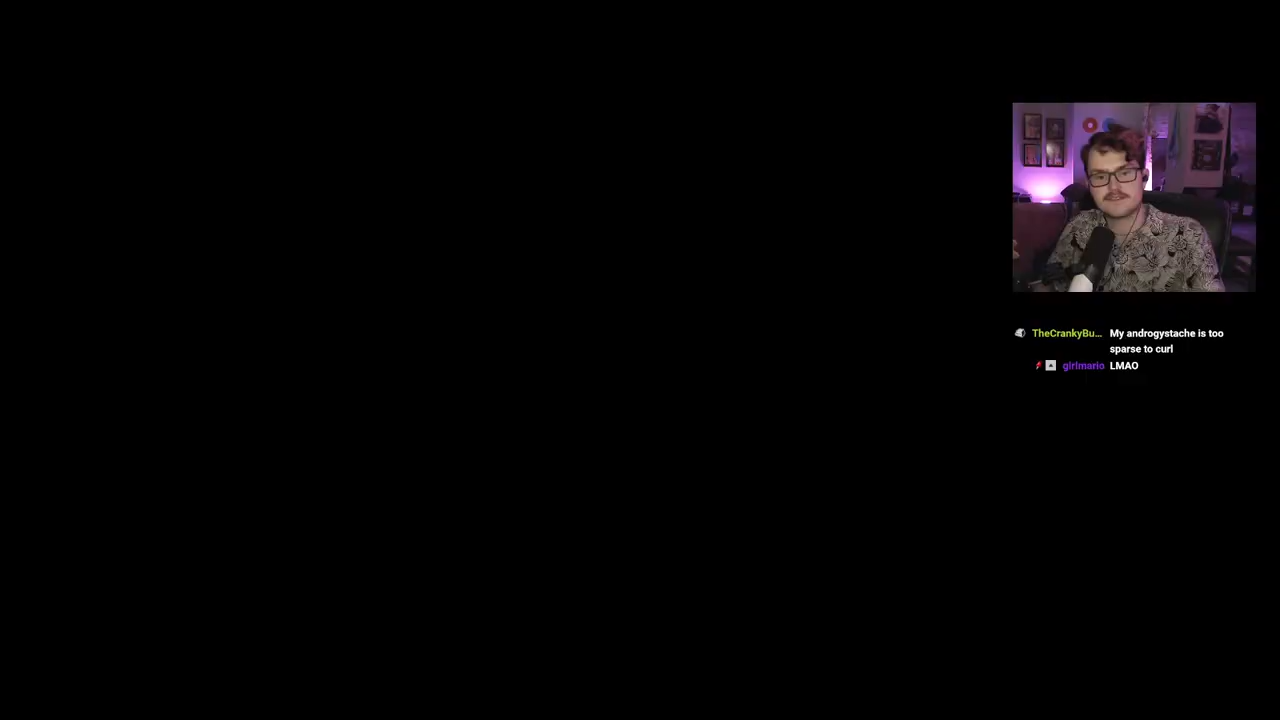 TheCrankyBu... My androgystache is too
sparse to curl
girlmario LMAO